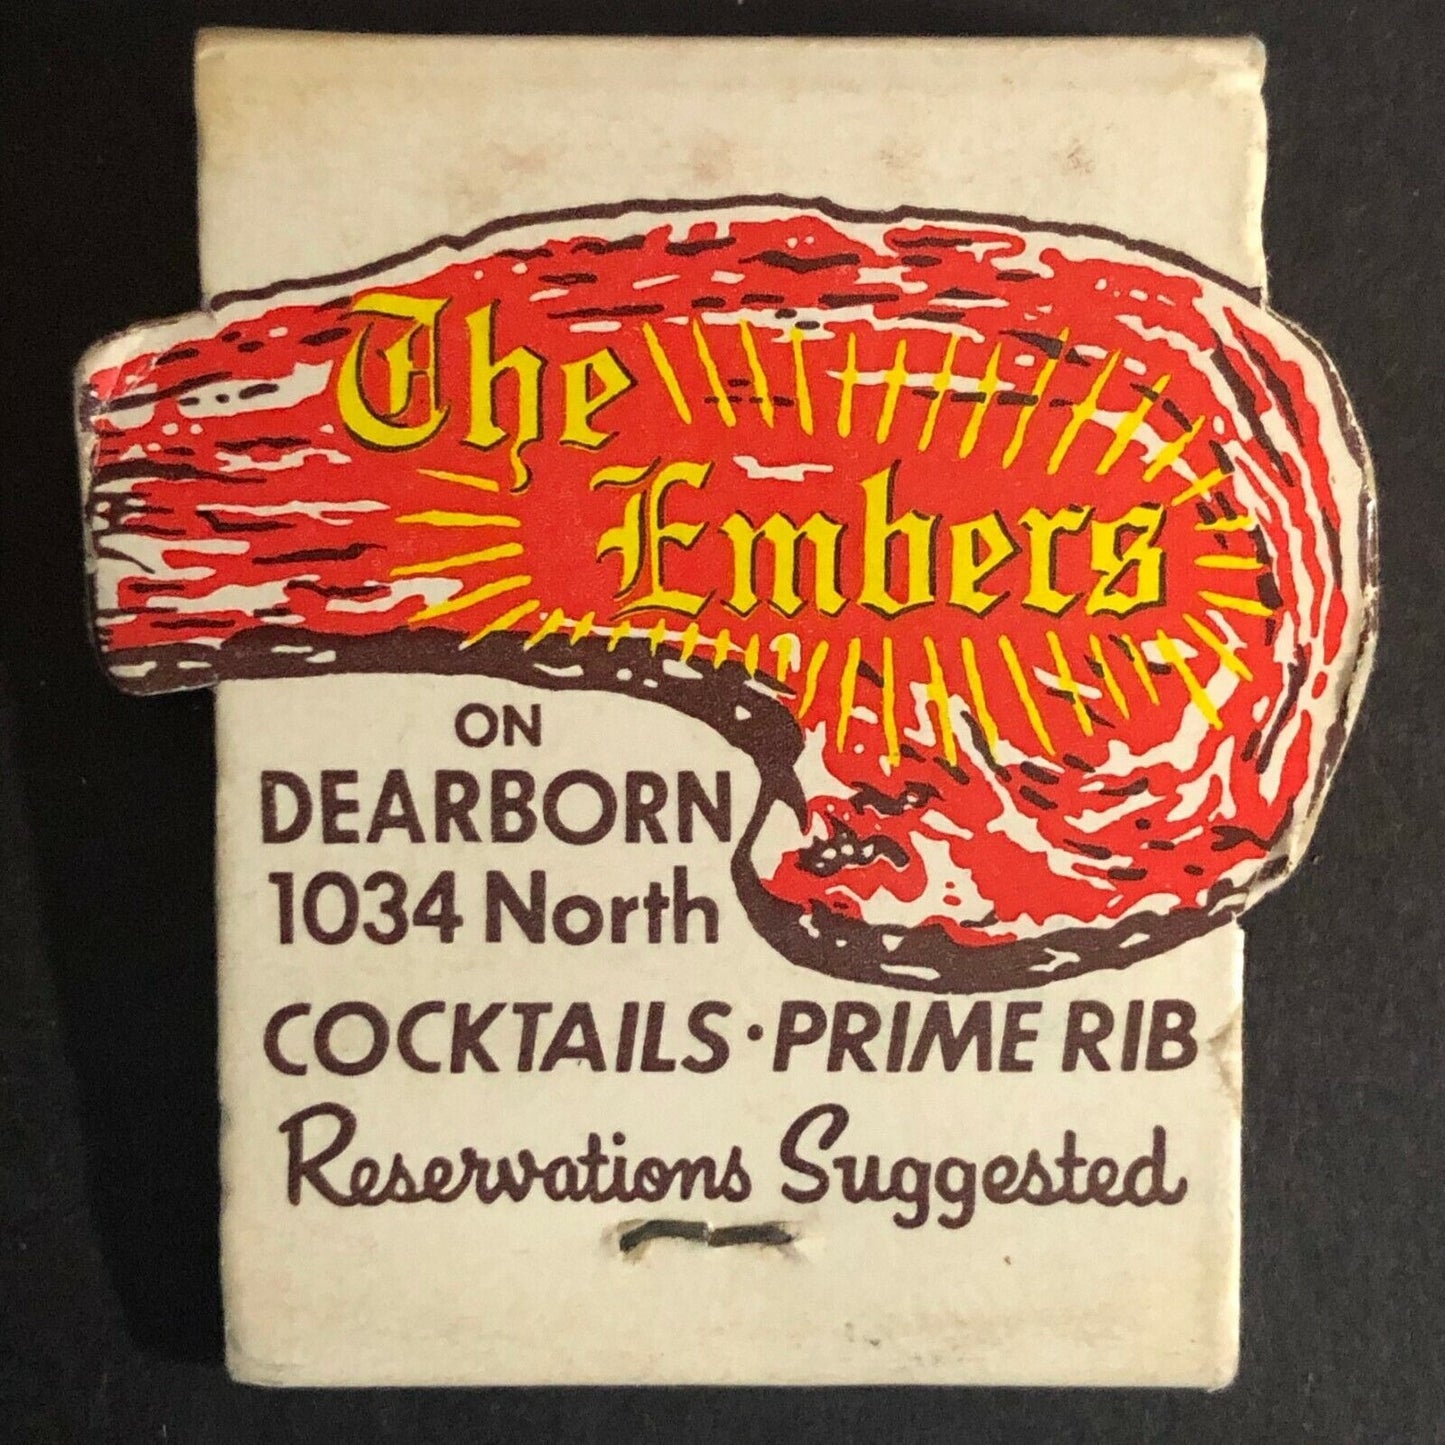 The
Embers
ON
DEARBORN
1034 North
COCKTAILS · PRIME RIB
Reservations Suggested